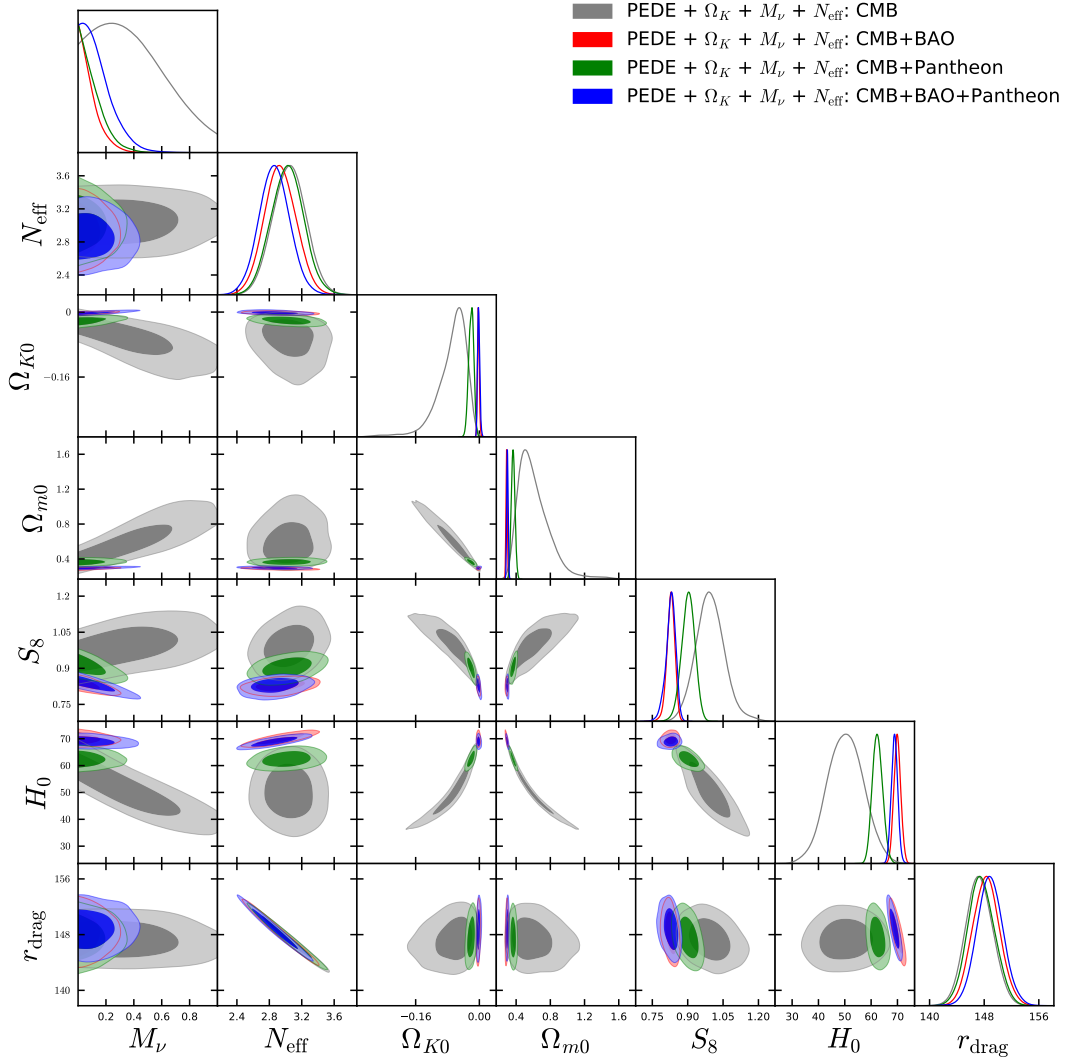 PEDE + Ω_K + M_ν + N_eff: CMB
PEDE + Ω_K + M_ν + N_eff: CMB+BAO
PEDE + Ω_K + M_ν + N_eff: CMB+Pantheon
PEDE + Ω_K + M_ν + N_eff: CMB+BAO+Pantheon
N_eff
3.6
3.2
2.8
2.4
Ω_K0
0
−0.16
Ω_m0
1.6
1.2
0.8
0.4
S_8
1.2
1.05
0.9
0.75
H_0
70
60
50
40
30
r_drag
156
148
140
0.2 0.4 0.6 0.8
2.4 2.8 3.2 3.6
−0.16 0.00
0.4 0.8 1.2 1.6
0.75 0.90 1.05 1.20
30 40 50 60 70
140 148 156
M_ν N_eff Ω_K0 Ω_m0 S_8 H_0 r_drag